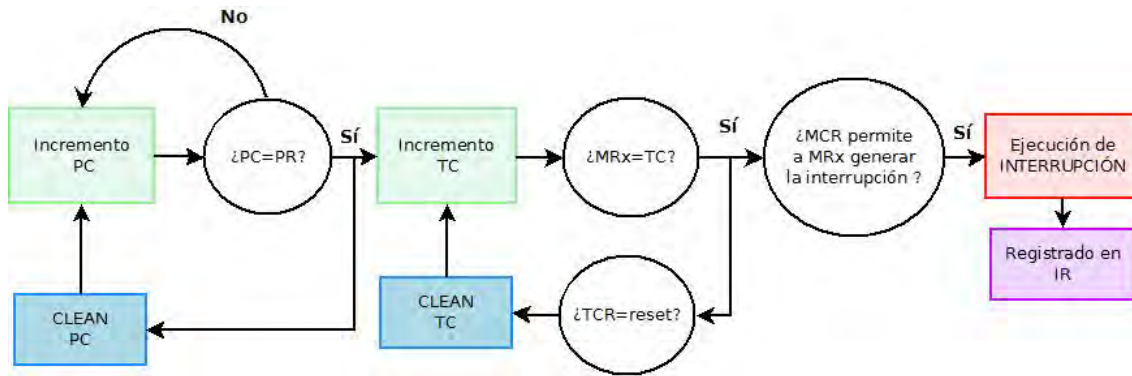 No
Incremento
PC
¿PC=PR?
Sí
Incremento
TC
¿MRx=TC?
Sí
¿MCR permite
a MRx generar
la interrupción ?
Sí
Ejecución de
INTERRUPCIÓN
Registrado en
IR
CLEAN
PC
CLEAN
TC
¿TCR=reset?